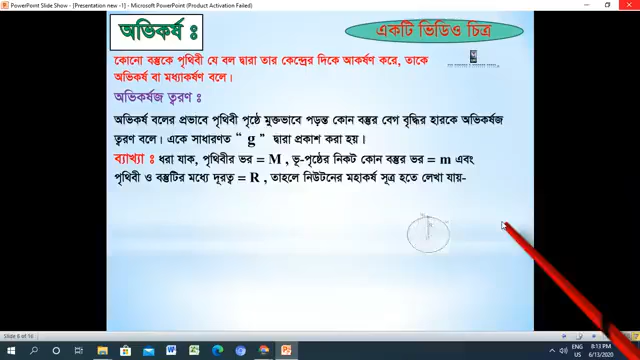 PowerPoint Slide Show - [Presentation new -1] - Microsoft PowerPoint (Product Activation Failed)
অভিকর্ষ ঃ
একটি ভিডিও চিত্র
কোনো বস্তুকে পৃথিবী যে বল দ্বারা তার কেন্দ্রের দিকে আকর্ষণ করে, তাকে
অভিকর্ষ বা মধ্যাকর্ষণ বলে।
অভিকর্ষজ ত্বরণ ঃ
অভিকর্ষ বলের প্রভাবে পৃথিবী পৃষ্ঠে মুক্তভাবে পড়ন্ত কোন বস্তুর বেগ বৃদ্ধির হারকে অভিকর্ষজ
ত্বরণ বলে। একে সাধারণত “ g ” দ্বারা প্রকাশ করা হয়।
ব্যাখ্যা ঃ ধরা যাক, পৃথিবীর ভর = M , ভূ-পৃষ্ঠের নিকট কোন বস্তুর ভর = m এবং
পৃথিবী ও বস্তুটির মধ্যে দূরত্ব = R , তাহলে নিউটনের মহাকর্ষ সূত্র হতে লেখা যায়-
Slide 6 of 16
ENG
US
8:13 PM
6/13/2020